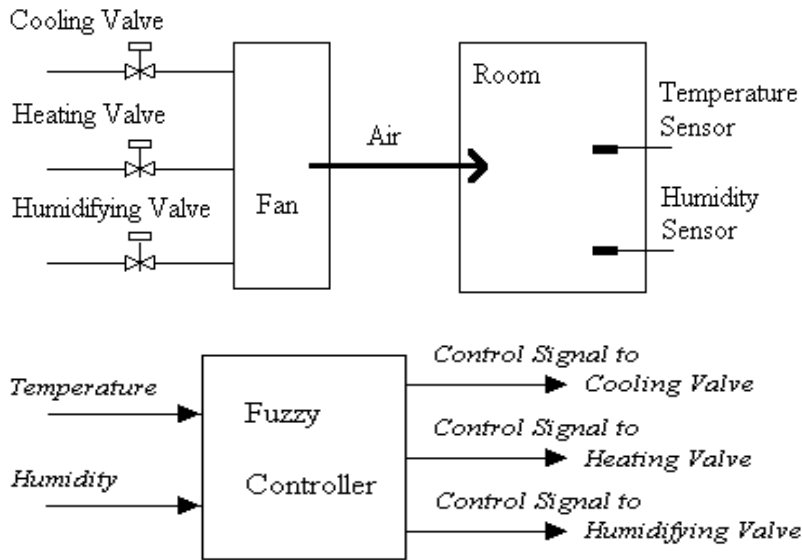 Cooling Valve
Heating Valve
Humidifying Valve
Fan
Air
Room
Temperature
Sensor
Humidity
Sensor
Temperature
Humidity
Fuzzy
Controller
Control Signal to
Cooling Valve
Control Signal to
Heating Valve
Control Signal to
Humidifying Valve